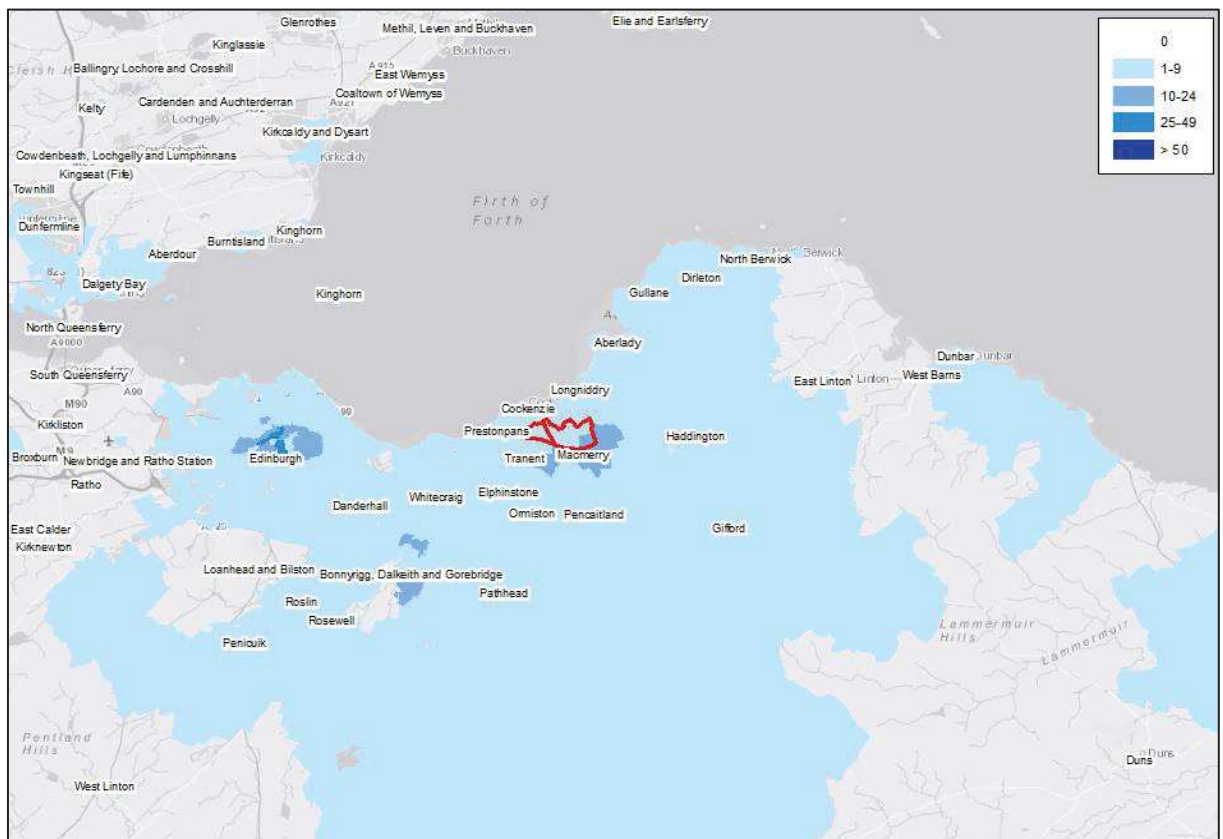 Glenrothes
Methil, Leven and Buckhaven
Elie and Earlsferry
Kinglassie
Buckhaven
A 915
Ballingry, Lochore and Crosshill
East Wemyss
Coaltown of Wemyss
Cardenden and Auchterderran
A921
Kelty
Lochgelly
Kirkcaldy and Dysart
Cowdenbeath, Lochgelly and Lumphinnans
Kirkcaldy
Kingseat (Fife)
Townhill
Firth of
Forth
Dunfermline
Kinghorn
Burntisland
Aberdour
North Berwick
Dirleton
Dalgety Bay
Kinghorn
Gullane
North Queensferry
A9000
Aberlady
Dunbar
Dunbar
South Queensferry
A90
East Linton
Linton
West Barns
M90
Longniddry
Cockenzie
Kirkliston
Prestonpans
Haddington
Broxburn
Newbridge and Ratho Station
Edinburgh
Tranent
Macmerry
Ratho
Whitecraig
Elphinstone
Danderhall
Ormiston
Pencaitland
Gifford
East Calder
Kirknewton
Loanhead and Bilston
Bonnyrigg, Dalkeith and Gorebridge
Roslin
Pathhead
Rosewell
Penicuik
Lammermuir
Hills
Lammermuir
Pentland
Hills
West Linton
Duns
Duns
0
1-9
10-24
25-49
> 50